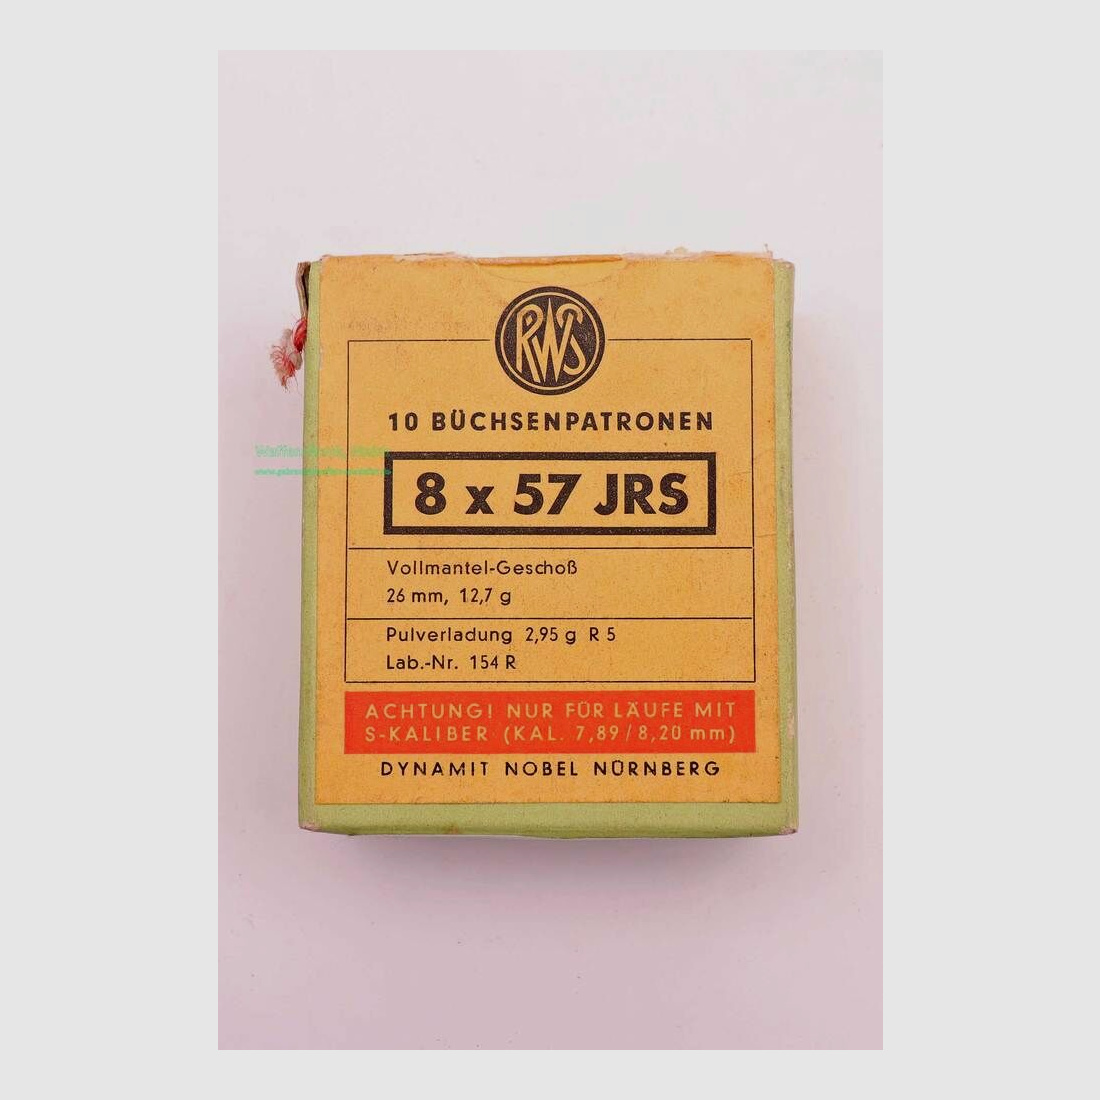 RWS
10 BÜCHSENPATRONEN
8 x 57 JRS
Vollmantel-Geschoß
26 mm, 12,7 g
Pulverladung 2,95 g R 5
Lab.-Nr. 154 R
ACHTUNG! NUR FÜR LÄUFE MIT
S-KALIBER (KAL. 7,89/8,20 mm)
DYNAMIT NOBEL NÜRNBERG